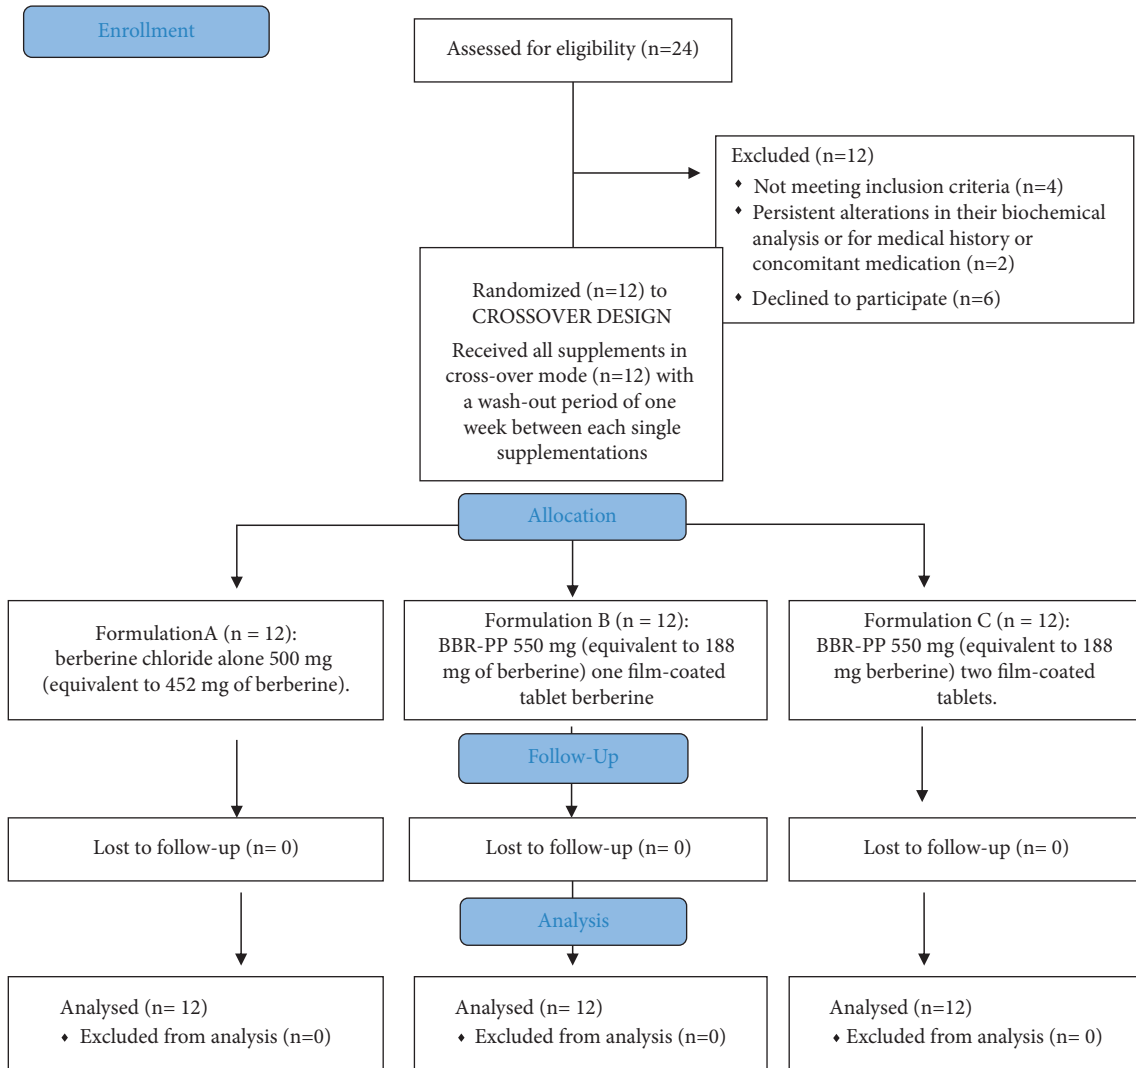 Enrollment
Assessed for eligibility (n=24)
Excluded (n=12)
♦ Not meeting inclusion criteria (n=4)
♦ Persistent alterations in their biochemical
analysis or for medical history or
concomitant medication (n=2)
♦ Declined to participate (n=6)
Randomized (n=12) to
CROSSOVER DESIGN
Received all supplements in
cross-over mode (n=12) with
a wash-out period of one
week between each single
supplementations
Allocation
FormulationA (n = 12):
berberine chloride alone 500 mg
(equivalent to 452 mg of berberine).
Formulation B (n = 12):
BBR-PP 550 mg (equivalent to 188
mg of berberine) one film-coated
tablet berberine
Formulation C (n = 12):
BBR-PP 550 mg (equivalent to 188
mg berberine) two film-coated
tablets.
Follow-Up
Lost to follow-up (n= 0)
Lost to follow-up (n= 0)
Lost to follow-up (n= 0)
Analysis
Analysed (n= 12)
♦ Excluded from analysis (n=0)
Analysed (n= 12)
♦ Excluded from analysis (n=0)
Analysed (n=12)
♦ Excluded from analysis (n= 0)